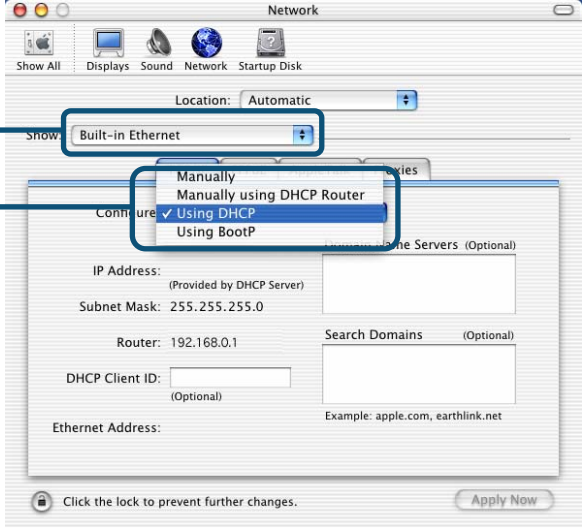 Network
Show All Displays Sound Network Startup Disk
Location: Automatic
Show: Built-in Ethernet
Manually
Manually using DHCP Router
Configure ✓ Using DHCP
Using BootP
Name Servers (Optional)
IP Address:
(Provided by DHCP Server)
Subnet Mask: 255.255.255.0
Router: 192.168.0.1
Search Domains (Optional)
DHCP Client ID:
(Optional)
Example: apple.com, earthlink.net
Ethernet Address:
Click the lock to prevent further changes.
Apply Now